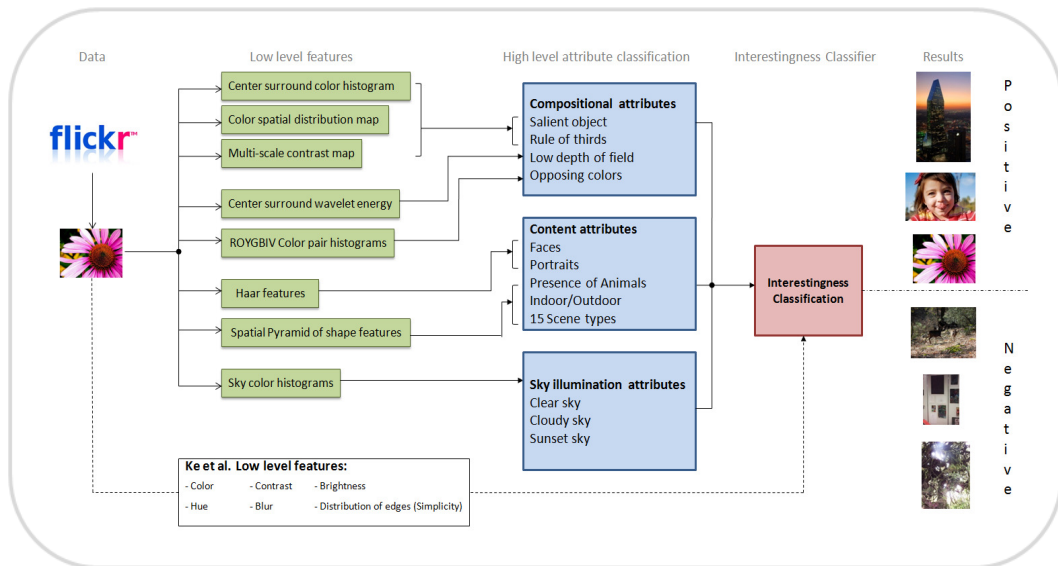 Data
Low level features
High level attribute classification
Interestingness Classifier
Results
flickr™
Center surround color histogram
Color spatial distribution map
Multi-scale contrast map
Center surround wavelet energy
ROYGBIV Color pair histograms
Haar features
Spatial Pyramid of shape features
Sky color histograms
Compositional attributes
Salient object
Rule of thirds
Low depth of field
Opposing colors
Content attributes
Faces
Portraits
Presence of Animals
Indoor/Outdoor
15 Scene types
Sky illumination attributes
Clear sky
Cloudy sky
Sunset sky
Interestingness
Classification
Positive
Negative
Ke et al. Low level features:
- Color - Contrast - Brightness
- Hue - Blur - Distribution of edges (Simplicity)